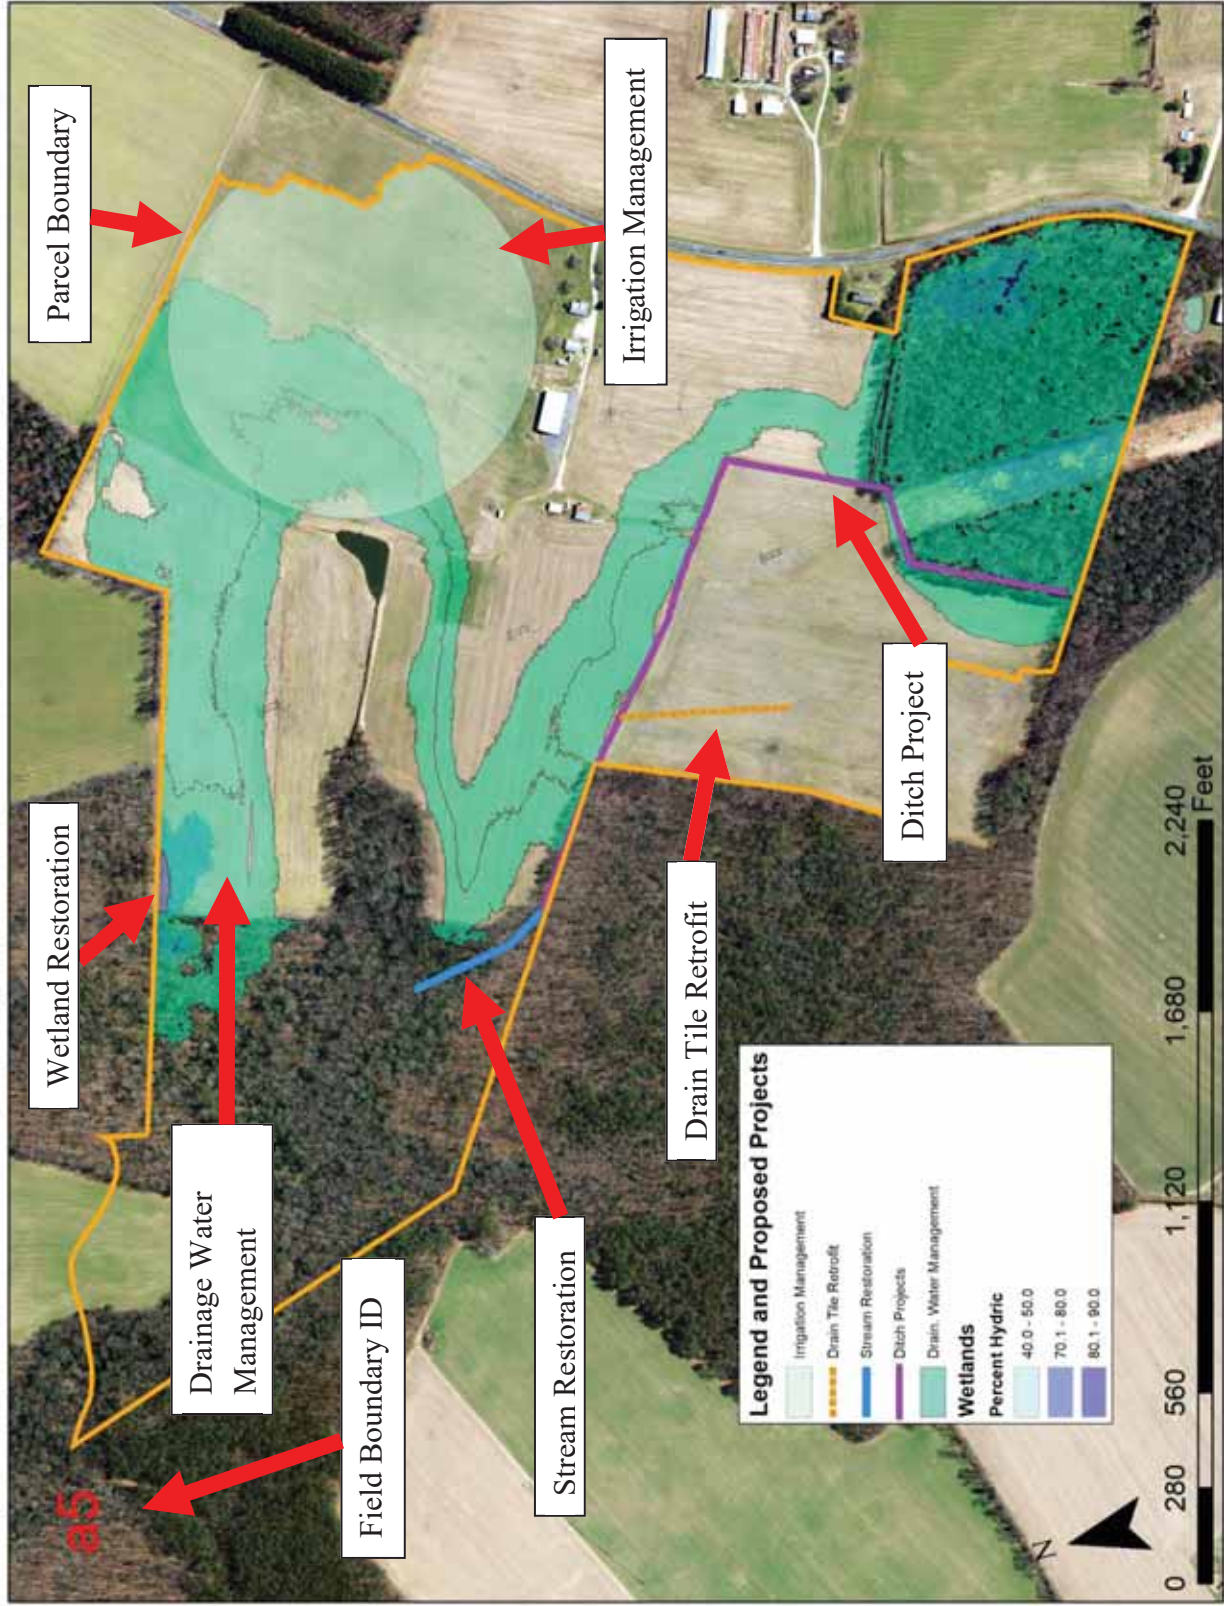 Parcel Boundary
Irrigation Management
Wetland Restoration
Drainage Water
Management
Ditch Project
Drain Tile Retrofit
Stream Restoration
Field Boundary ID
a5
Legend and Proposed Projects
Irrigation Management
Drain Tile Retrofit
Stream Restoration
Ditch Projects
Drain. Water Management
Wetlands
Percent Hydric
40.0 - 50.0
70.1 - 80.0
80.1 - 90.0
N
0 280 560 1,120 1,680 2,240
Feet